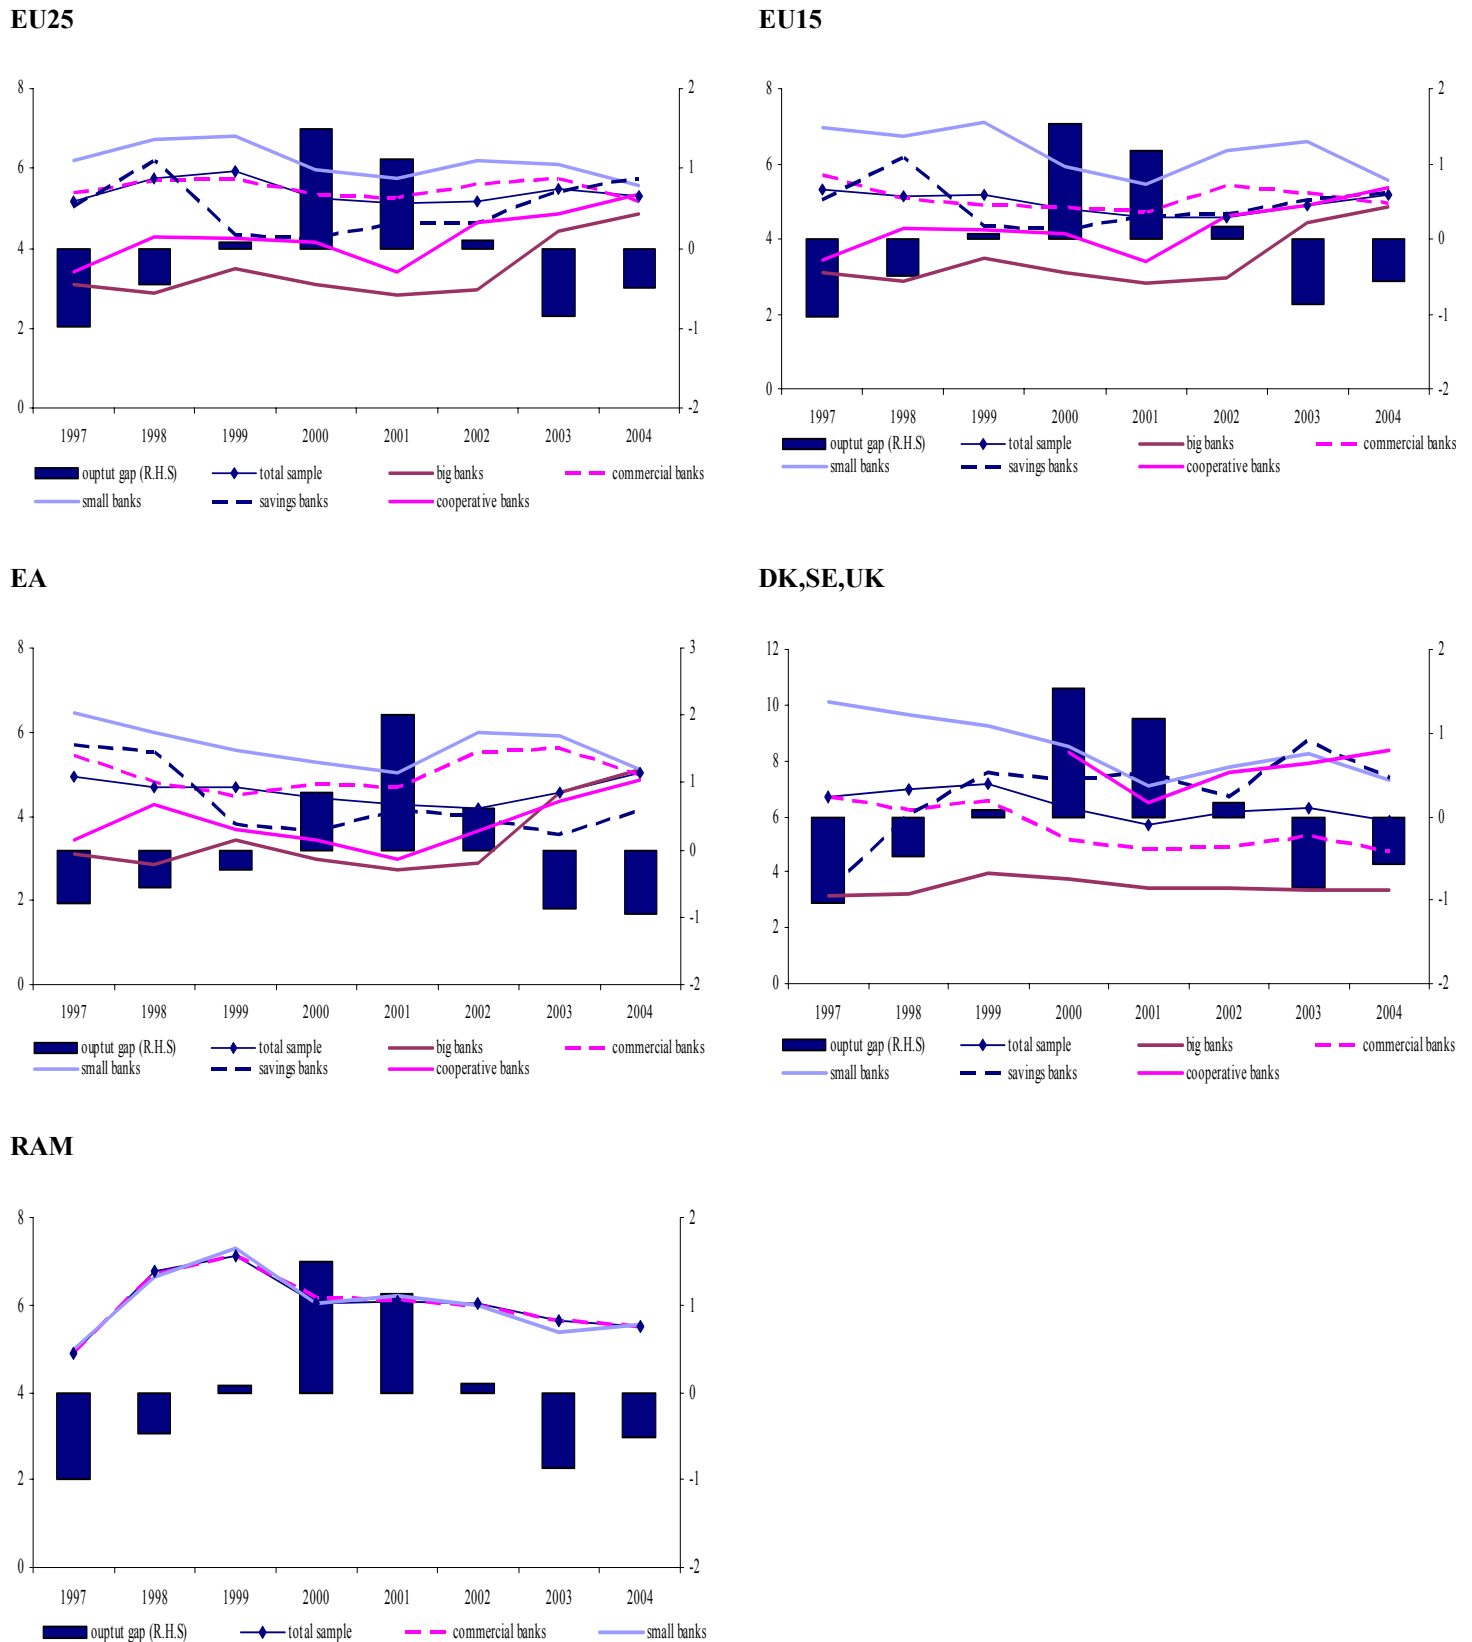 EU25
EU15
8 2 8 2
6 1 6 1
4 0 4 0
2 -1 2 -1
0 -2 0 -2
1997 1998 1999 2000 2001 2002 2003 2004
1997 1998 1999 2000 2001 2002 2003 2004
ouptut gap (R.H.S) total sample big banks commercial banks
small banks savings banks cooperative banks
ouptut gap (R.H.S) total sample big banks commercial banks
small banks savings banks cooperative banks
EA
DK,SE,UK
8 3 12 2
6 2 10 1
4 1 8 0
2 0 6 -1
0 -1 4 -2
-2 2
0
1997 1998 1999 2000 2001 2002 2003 2004
1997 1998 1999 2000 2001 2002 2003 2004
ouptut gap (R.H.S) total sample big banks commercial banks
small banks savings banks cooperative banks
ouptut gap (R.H.S) total sample big banks commercial banks
small banks savings banks cooperative banks
RAM
8 2
6 1
4 0
2 -1
0 -2
1997 1998 1999 2000 2001 2002 2003 2004
ouptut gap (R.H.S) total sample commercial banks small banks